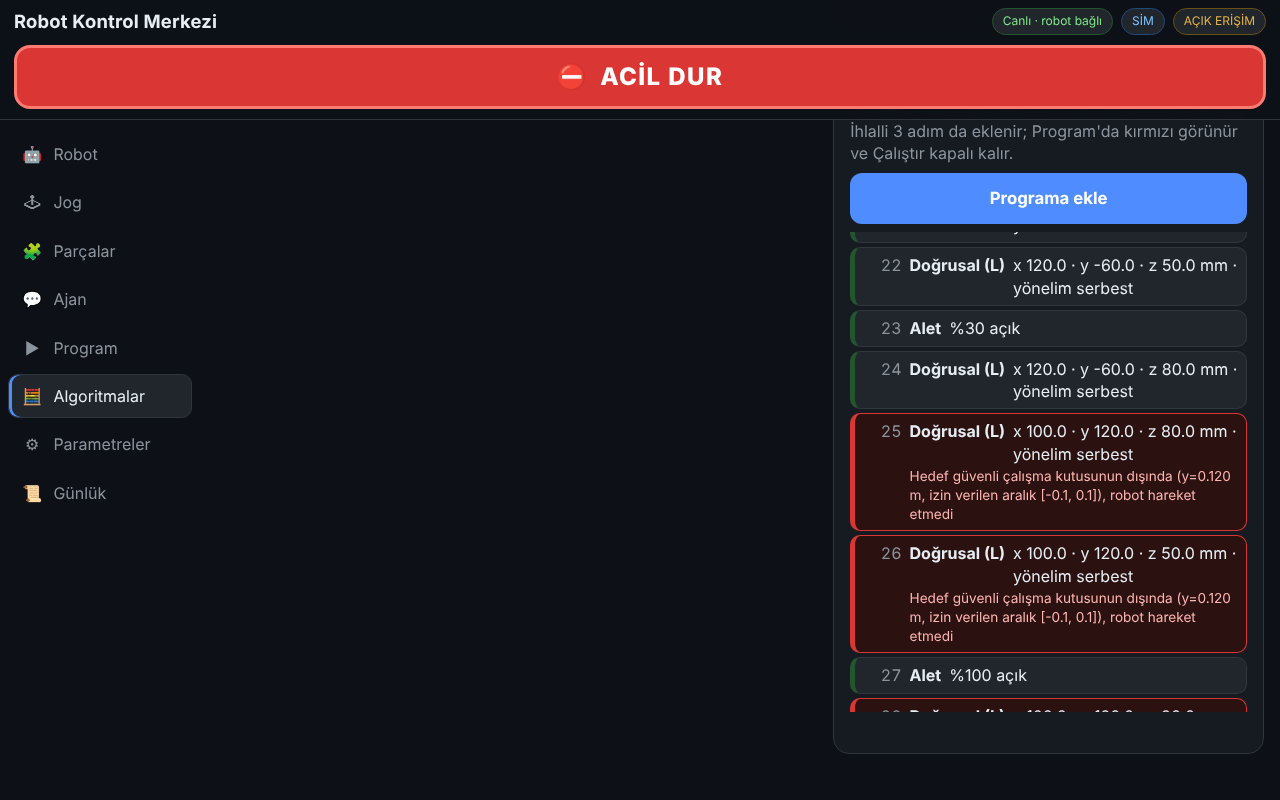 Robot Kontrol Merkezi
Canlı · robot bağlı
SİM
AÇIK ERİŞİM
ACİL DUR
Robot
Jog
Parçalar
Ajan
Program
Algoritmalar
Parametreler
Günlük
İhlalli 3 adım da eklenir; Program'da kırmızı görünür
ve Çalıştır kapalı kalır.
Programa ekle
22 Doğrusal (L) x 120.0 · y -60.0 · z 50.0 mm ·
yönelim serbest
23 Alet %30 açık
24 Doğrusal (L) x 120.0 · y -60.0 · z 80.0 mm ·
yönelim serbest
25 Doğrusal (L) x 100.0 · y 120.0 · z 80.0 mm ·
yönelim serbest
Hedef güvenli çalışma kutusunun dışında (y=0.120
m, izin verilen aralık [-0.1, 0.1]), robot hareket
etmedi
26 Doğrusal (L) x 100.0 · y 120.0 · z 50.0 mm ·
yönelim serbest
Hedef güvenli çalışma kutusunun dışında (y=0.120
m, izin verilen aralık [-0.1, 0.1]), robot hareket
etmedi
27 Alet %100 açık